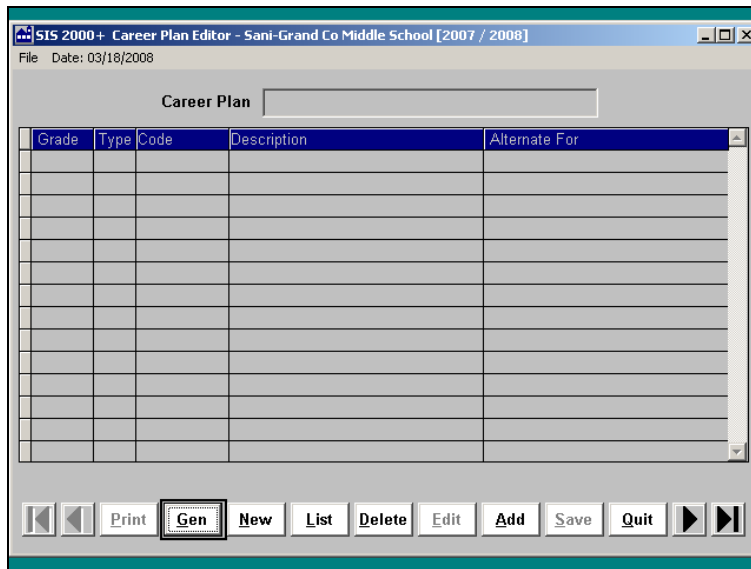 SIS 2000+ Career Plan Editor - Sani-Grand Co Middle School [2007 / 2008]
File Date: 03/18/2008
Career Plan
Grade Type Code Description Alternate For
Print Gen New List Delete Edit Add Save Quit